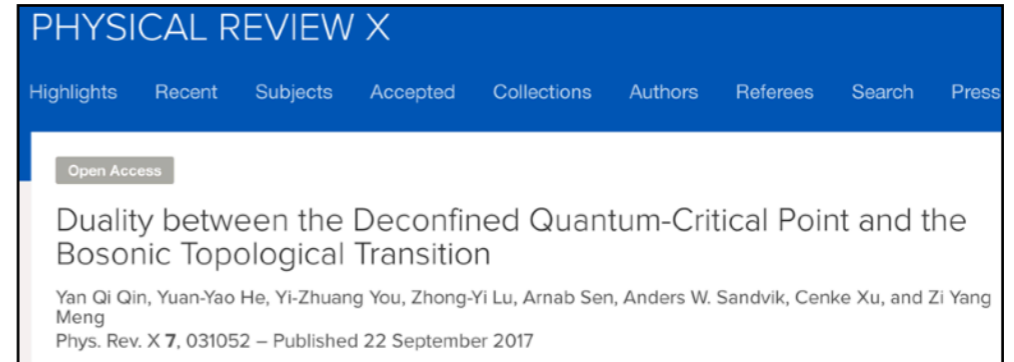 PHYSICAL REVIEW X
Highlights Recent Subjects Accepted Collections Authors Referees Search Press
Open Access
Duality between the Deconfined Quantum-Critical Point and the
Bosonic Topological Transition
Yan Qi Qin, Yuan-Yao He, Yi-Zhuang You, Zhong-Yi Lu, Arnab Sen, Anders W. Sandvik, Cenke Xu, and Zi Yang
Meng
Phys. Rev. X 7, 031052 – Published 22 September 2017